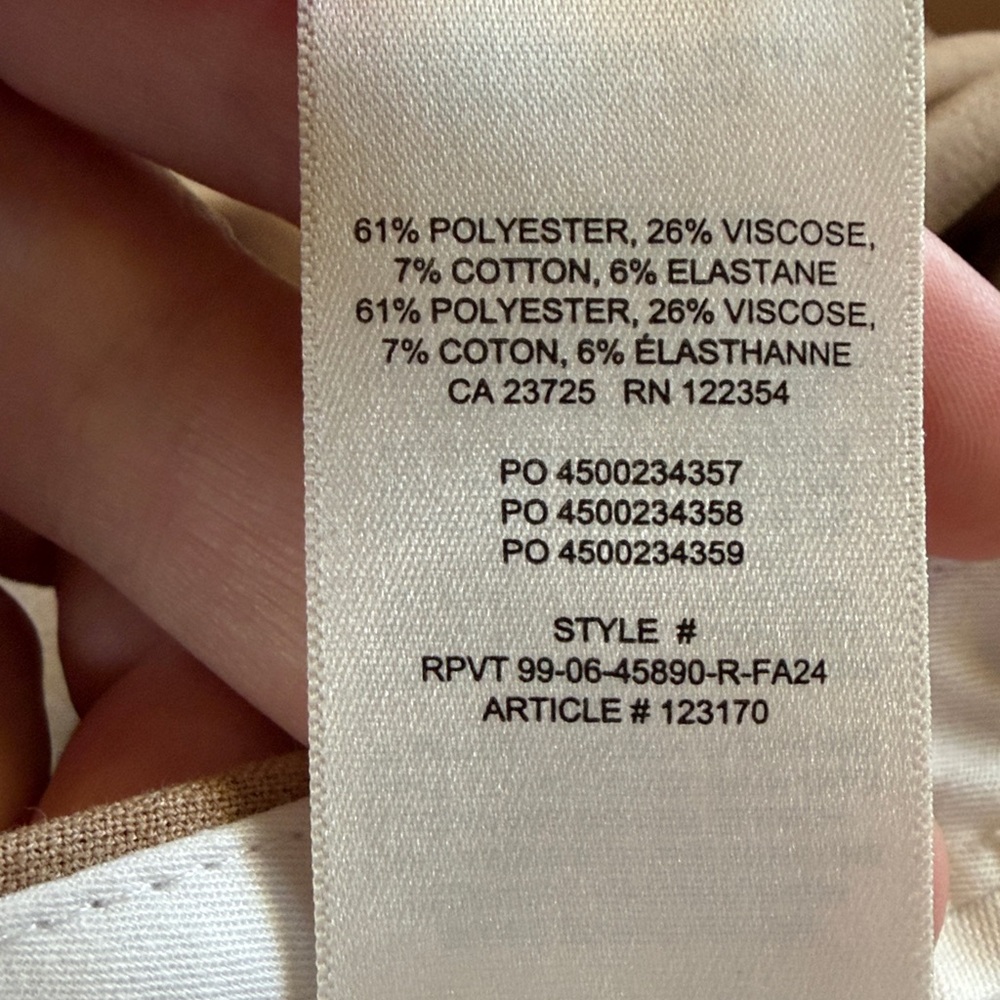 61% POLYESTER, 26% VISCOSE,
7% COTTON, 6% ELASTANE
61% POLYESTER, 26% VISCOSE,
7% COTON, 6% ÉLASTHANNE
CA 23725 RN 122354
PO 4500234357
PO 4500234358
PO 4500234359
STYLE #
RPVT 99-06-45890-R-FA24
ARTICLE # 123170